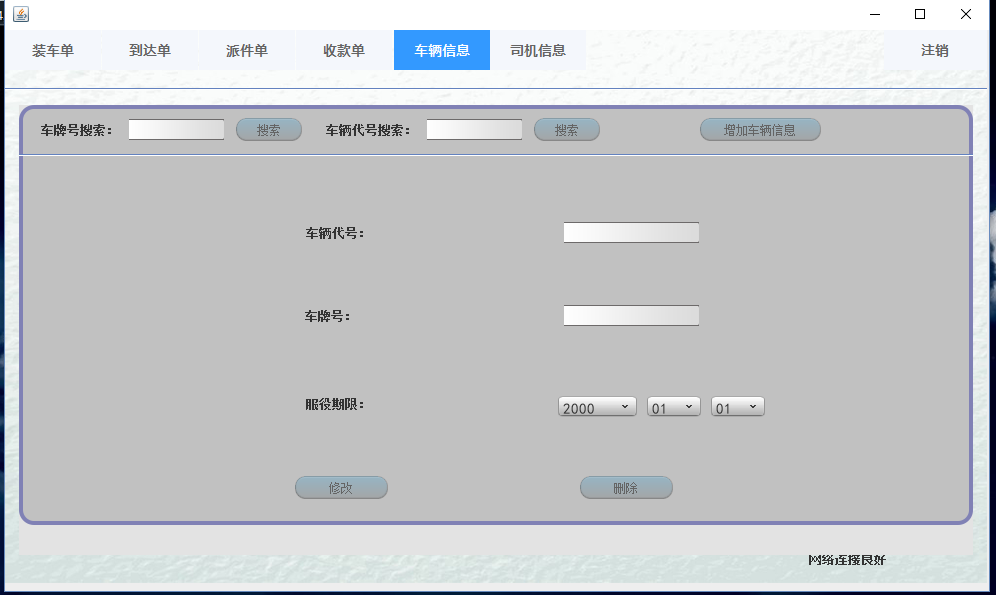 装车单 到达单 派件单 收款单 车辆信息 司机信息 注销
车牌号搜索： 搜索 车辆代号搜索： 搜索 增加车辆信息
车辆代号：
车牌号：
服役期限： 2000 01 01
修改 删除
网络连接良好